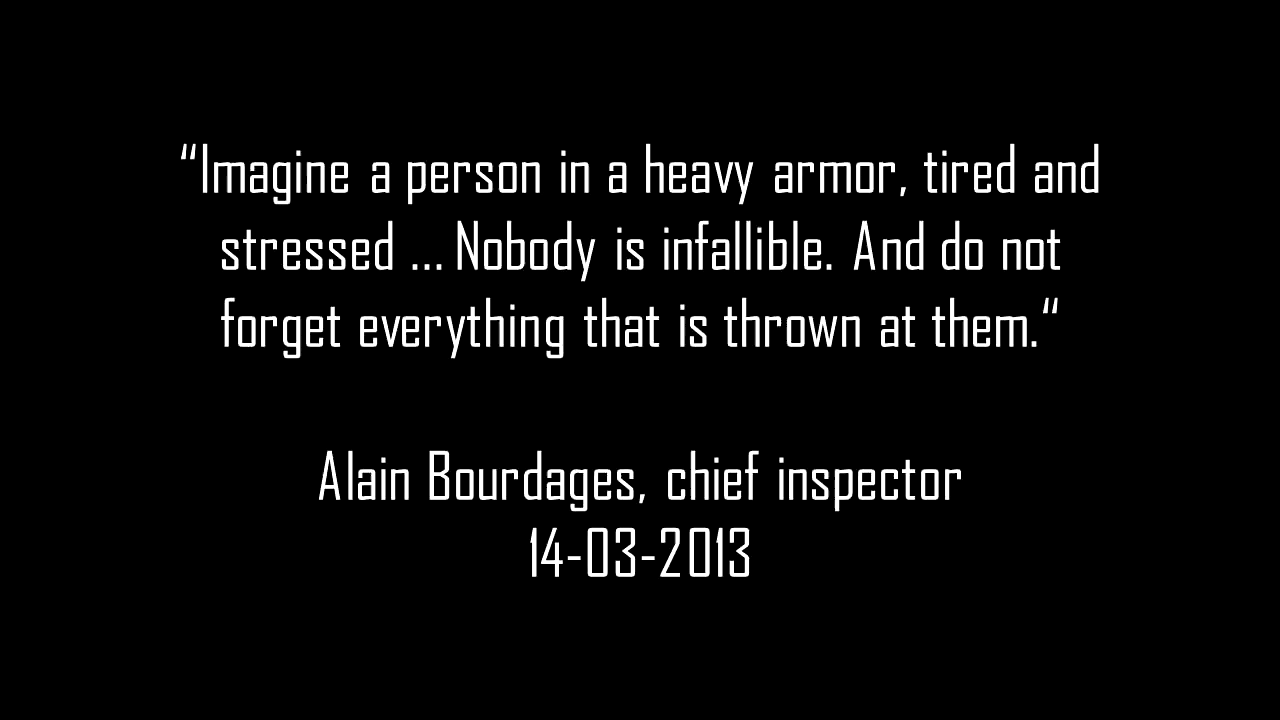 “Imagine a person in a heavy armor, tired and
stressed ... Nobody is infallible. And do not
forget everything that is thrown at them.“
Alain Bourdages, chief inspector
14-03-2013